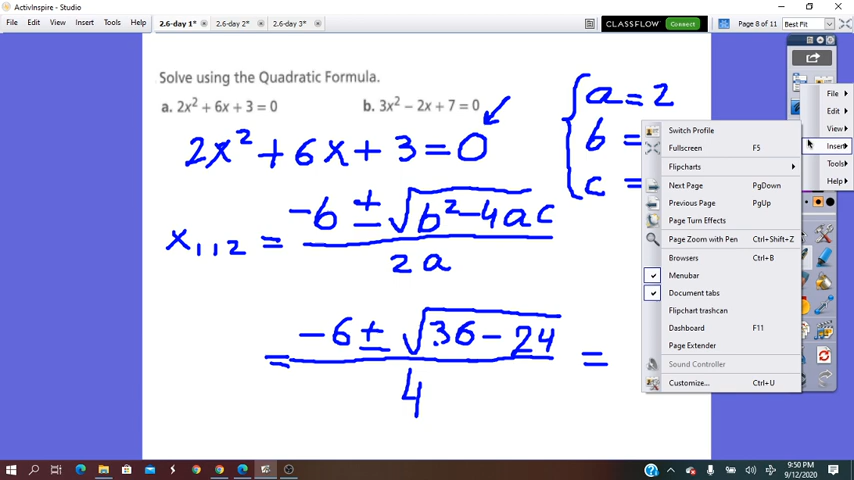 ActivInspire - Studio
File Edit View Insert Tools Help
2.6-day 1* 2.6-day 2* 2.6-day 3*
CLASSFLOW Connect
Page 8 of 11
Best Fit
Solve using the Quadratic Formula.
a. 2x² + 6x + 3 = 0
b. 3x² − 2x + 7 = 0
2x² + 6x + 3 = 0
a = 2
b =
c =
x₁,₂ = (−b ± √(b²−4ac)) / 2a
= (−6 ± √(36 − 24)) / 4 =
Switch Profile
Fullscreen F5
Flipcharts
Next Page PgDown
Previous Page PgUp
Page Turn Effects
Page Zoom with Pen Ctrl+Shift+Z
Browsers Ctrl+B
Menubar
Document tabs
Flipchart trashcan
Dashboard F11
Page Extender
Sound Controller
Customize... Ctrl+U
File
Edit
View
Insert
Tools
Help
9:50 PM
9/12/2020